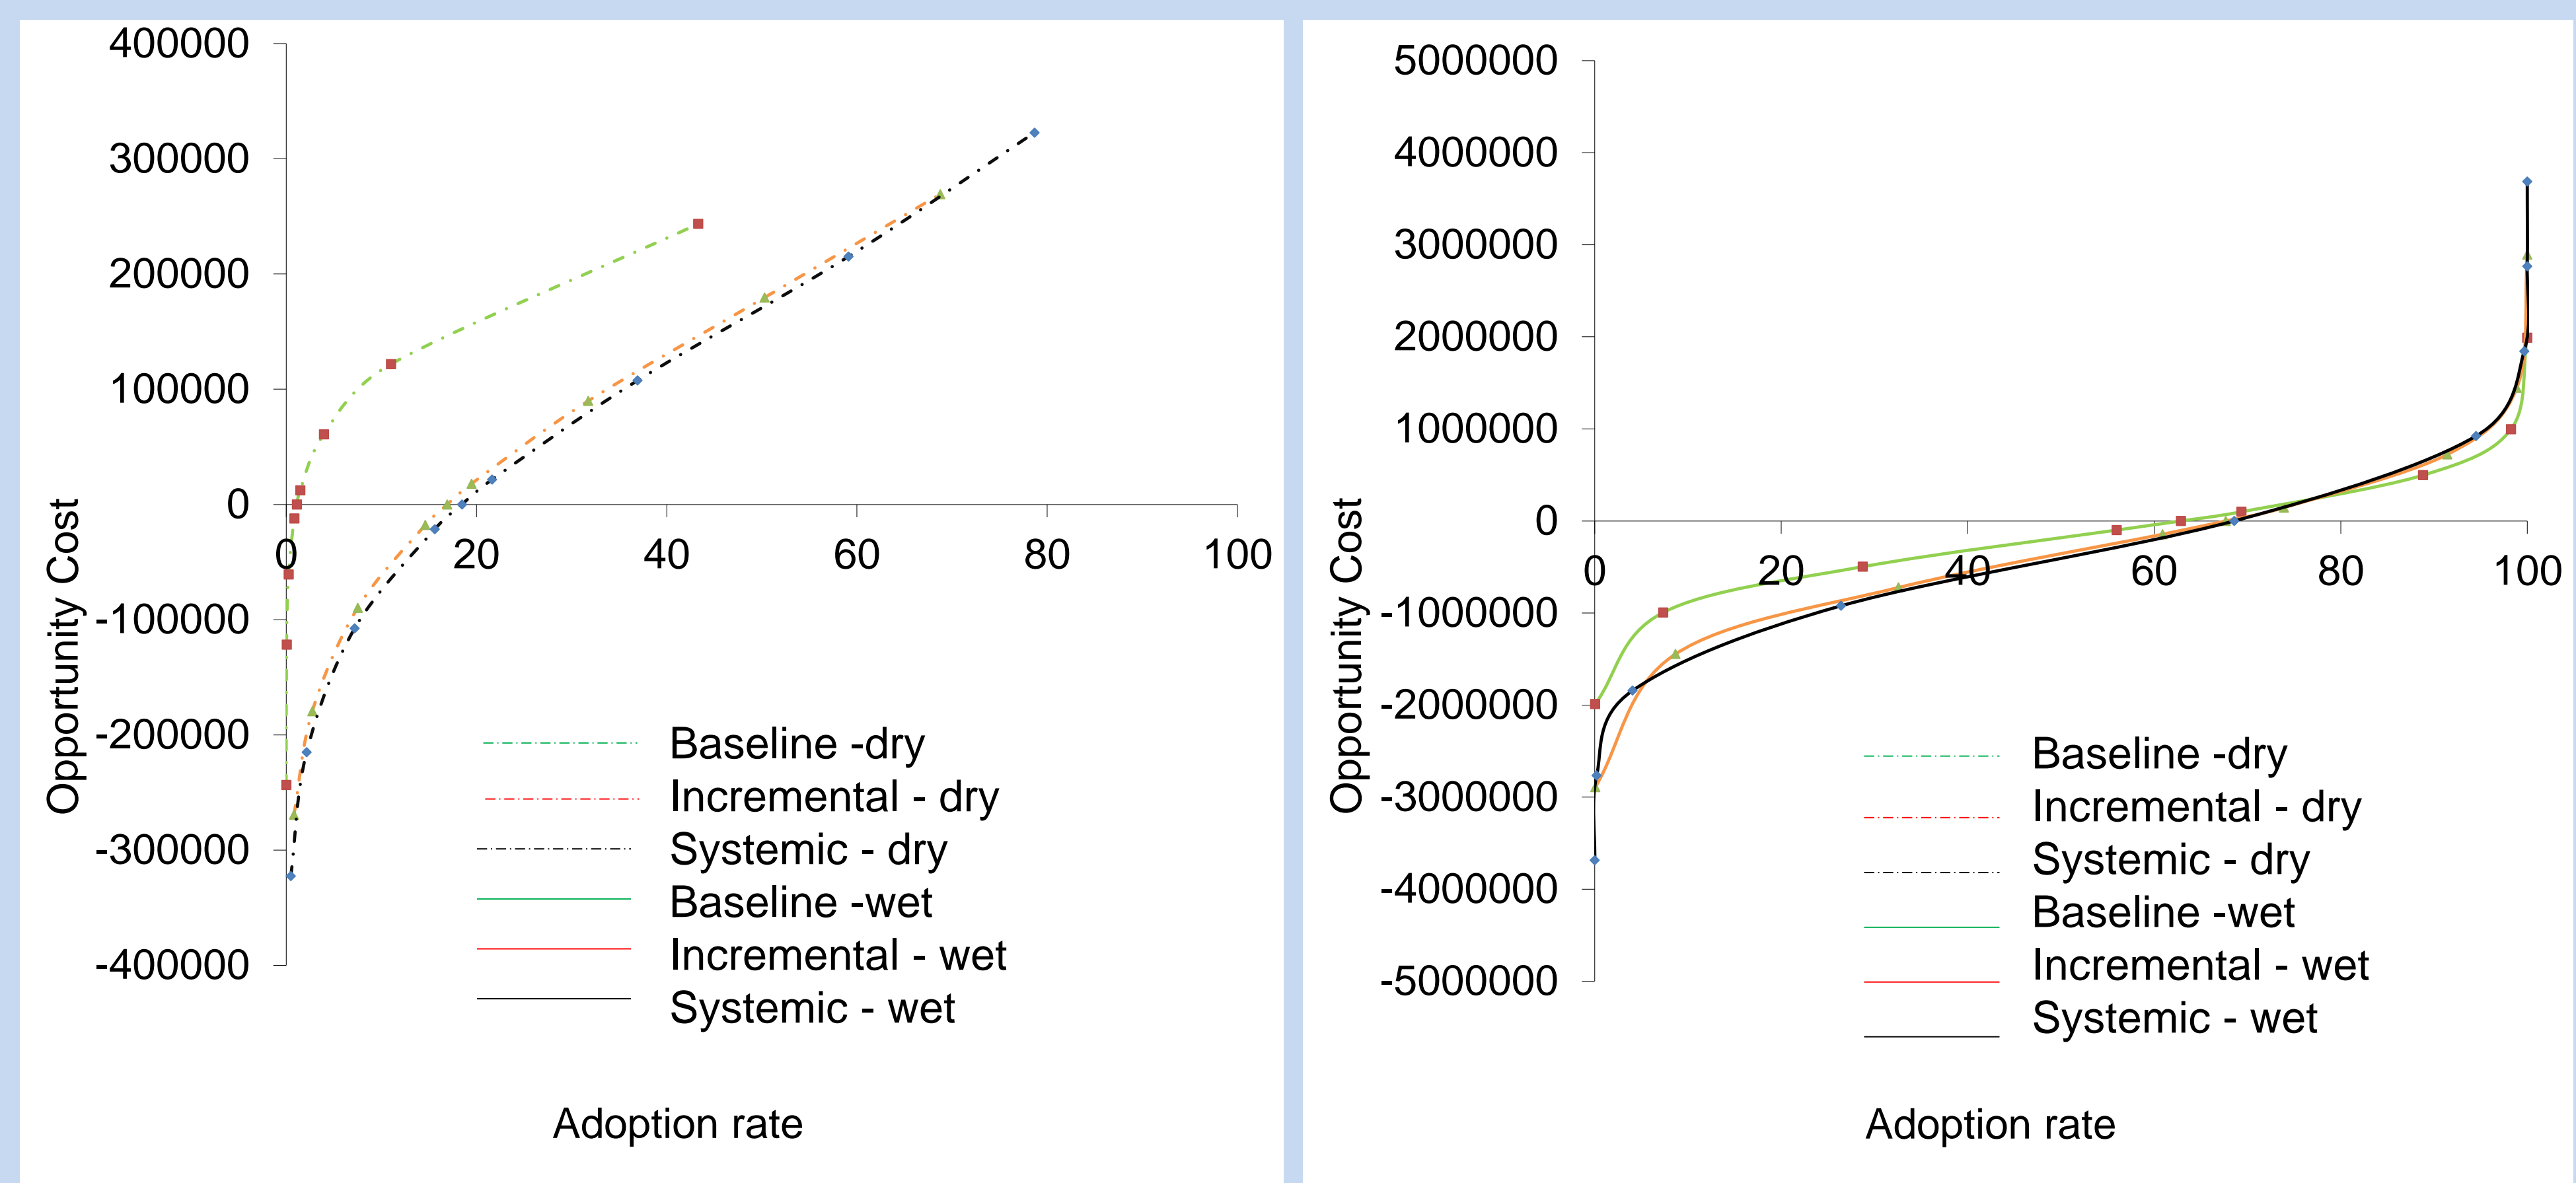 400000
300000
200000
100000
0
-100000
-200000
-300000
-400000
0 20 40 60 80 100
Opportunity Cost
Baseline -dry
Incremental - dry
Systemic - dry
Baseline -wet
Incremental - wet
Systemic - wet
Adoption rate
5000000
4000000
3000000
2000000
1000000
0
-1000000
-2000000
-3000000
-4000000
-5000000
0 20 40 60 80 100
Opportunity Cost
Baseline -dry
Incremental - dry
Systemic - dry
Baseline -wet
Incremental - wet
Systemic - wet
Adoption rate